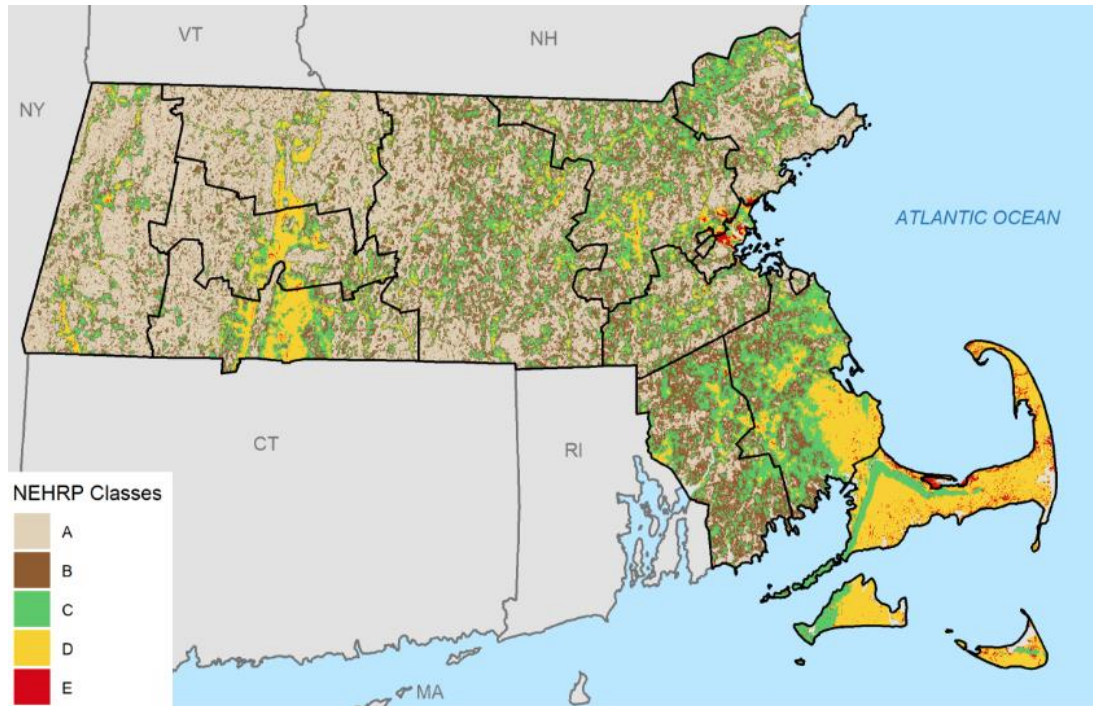 VT
NH
NY
ATLANTIC OCEAN
CT
RI
NEHRP Classes
A
B
C
D
E
MA